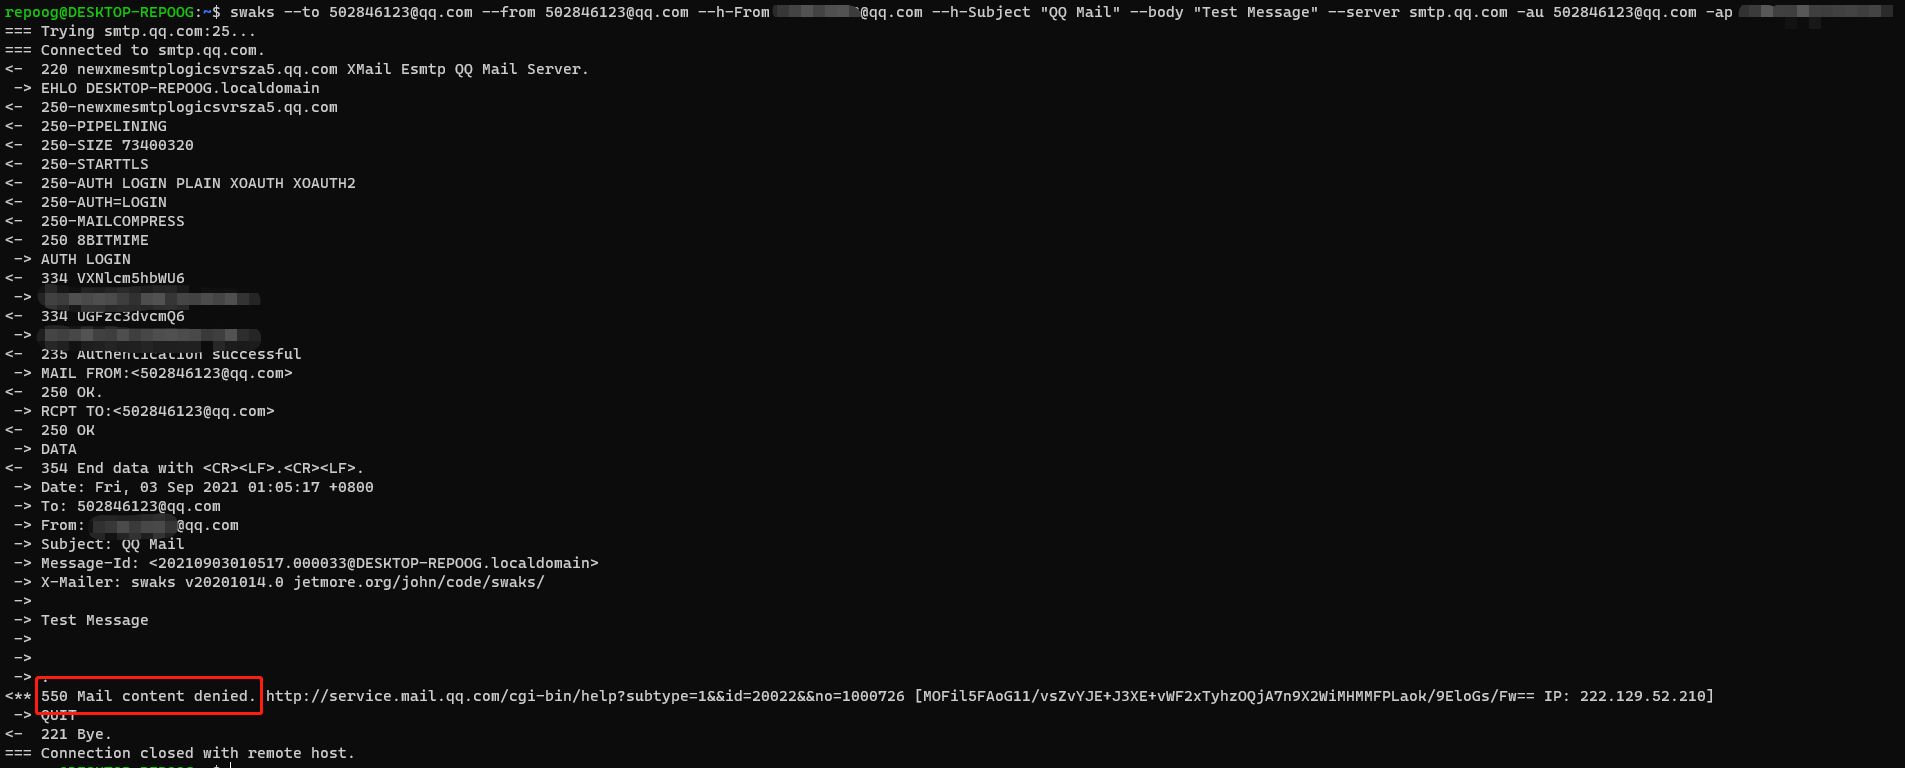 repoog@DESKTOP-REPOOG:~$ swaks --to 502846123@qq.com --from 502846123@qq.com --h-From @qq.com --h-Subject "QQ Mail" --body "Test Message" --server smtp.qq.com -au 502846123@qq.com -ap
=== Trying smtp.qq.com:25...
=== Connected to smtp.qq.com.
<-  220 newxmesmtplogicsvrsza5.qq.com XMail Esmtp QQ Mail Server.
 -> EHLO DESKTOP-REPOOG.localdomain
<-  250-newxmesmtplogicsvrsza5.qq.com
<-  250-PIPELINING
<-  250-SIZE 73400320
<-  250-STARTTLS
<-  250-AUTH LOGIN PLAIN XOAUTH XOAUTH2
<-  250-AUTH=LOGIN
<-  250-MAILCOMPRESS
<-  250 8BITMIME
 -> AUTH LOGIN
<-  334 VXNlcm5hbWU6
 ->
<-  334 UGFzc3dvcmQ6
 ->
<-  235 Authentication successful
 -> MAIL FROM:<502846123@qq.com>
<-  250 OK.
 -> RCPT TO:<502846123@qq.com>
<-  250 OK
 -> DATA
<-  354 End data with <CR><LF>.<CR><LF>.
 -> Date: Fri, 03 Sep 2021 01:05:17 +0800
 -> To: 502846123@qq.com
 -> From: @qq.com
 -> Subject: QQ Mail
 -> Message-Id: <20210903010517.000033@DESKTOP-REPOOG.localdomain>
 -> X-Mailer: swaks v20201014.0 jetmore.org/john/code/swaks/
 ->
 -> Test Message
 ->
 ->
 -> .
<** 550 Mail content denied. http://service.mail.qq.com/cgi-bin/help?subtype=1&&id=20022&&no=1000726 [MOFil5FAoG11/vsZvYJE+J3XE+vWF2xTyhzOQjA7n9X2WiMHMMFPLaok/9EloGs/Fw== IP: 222.129.52.210]
 -> QUIT
<-  221 Bye.
=== Connection closed with remote host.